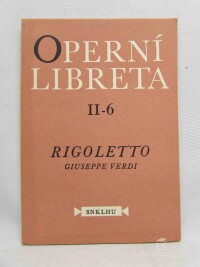 OPERNÍ
LIBRETA
II-6
RIGOLETTO
GIUSEPPE VERDI
SNKLHU